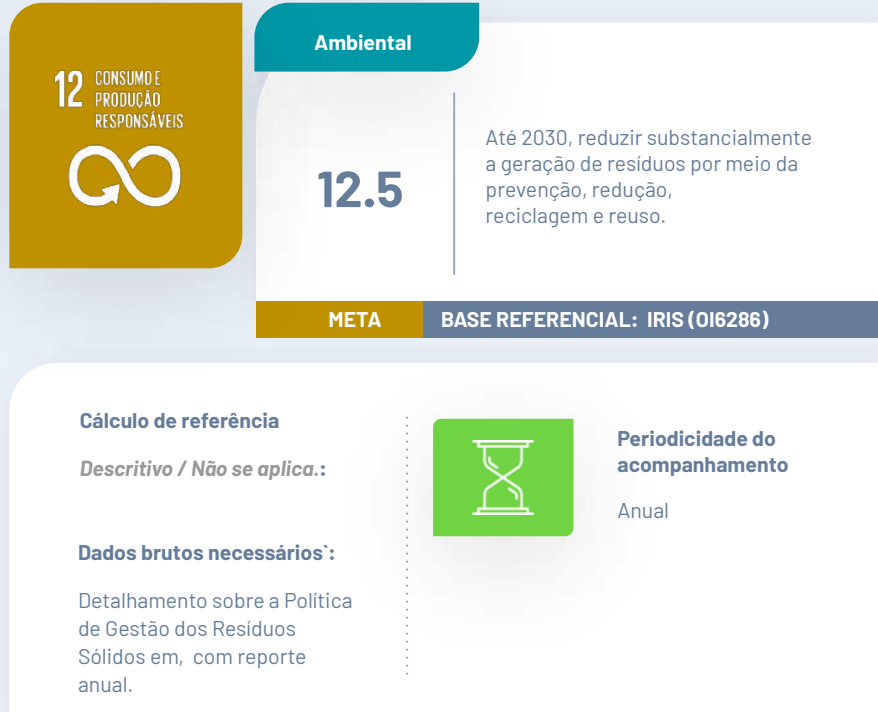 12 CONSUMO E
PRODUÇÃO
RESPONSÁVEIS
Ambiental
12.5
Até 2030, reduzir substancialmente
a geração de resíduos por meio da
prevenção, redução,
reciclagem e reuso.
META
BASE REFERENCIAL: IRIS (OI6286)
Cálculo de referência
Descritivo / Não se aplica.:
Dados brutos necessários`:
Detalhamento sobre a Política
de Gestão dos Resíduos
Sólidos em, com reporte
anual.
Periodicidade do
acompanhamento
Anual